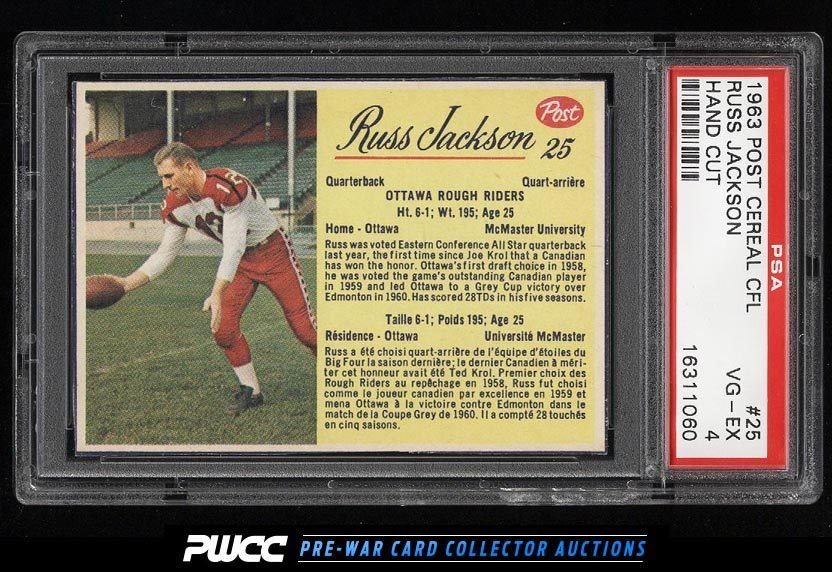 Russ Jackson
Post
25
Quarterback Quart-arrière
OTTAWA ROUGH RIDERS
Ht. 6-1; Wt. 195; Age 25
Home - Ottawa McMaster University
Russ was voted Eastern Conference All Star quarterback
last year, the first time since Joe Krol that a Canadian
has won the honor. Ottawa's first draft choice in 1958,
he was voted the game's outstanding Canadian player
in 1959 and led Ottawa to a Grey Cup victory over
Edmonton in 1960. Has scored 28TDs in his five seasons.
Taille 6-1; Poids 195; Age 25
Résidence - Ottawa Université McMaster
Russ a été choisi quart-arrière de l'équipe d'étoiles du
Big Four la saison dernière; le dernier Canadien à méri-
ter cet honneur avait été Ted Krol. Premier choix des
Rough Riders au repêchage en 1958, Russ fut choisi
comme le joueur canadien par excellence en 1959 et
mena Ottawa à la victoire contre Edmonton dans le
match de la Coupe Grey de 1960. Il a compté 28 touchés
en cinq saisons.
12
PSA
1963 POST CEREAL CFL #25
RUSS JACKSON VG-EX
HAND CUT 4
16311060
PWCC PRE-WAR CARD COLLECTOR AUCTIONS